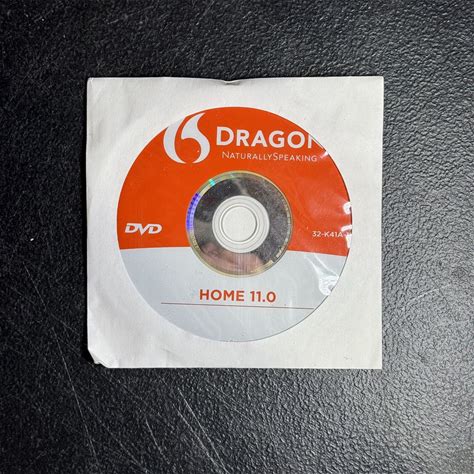 DRAGON
NATURALLYSPEAKING
DVD
32-K41A-
HOME 11.0